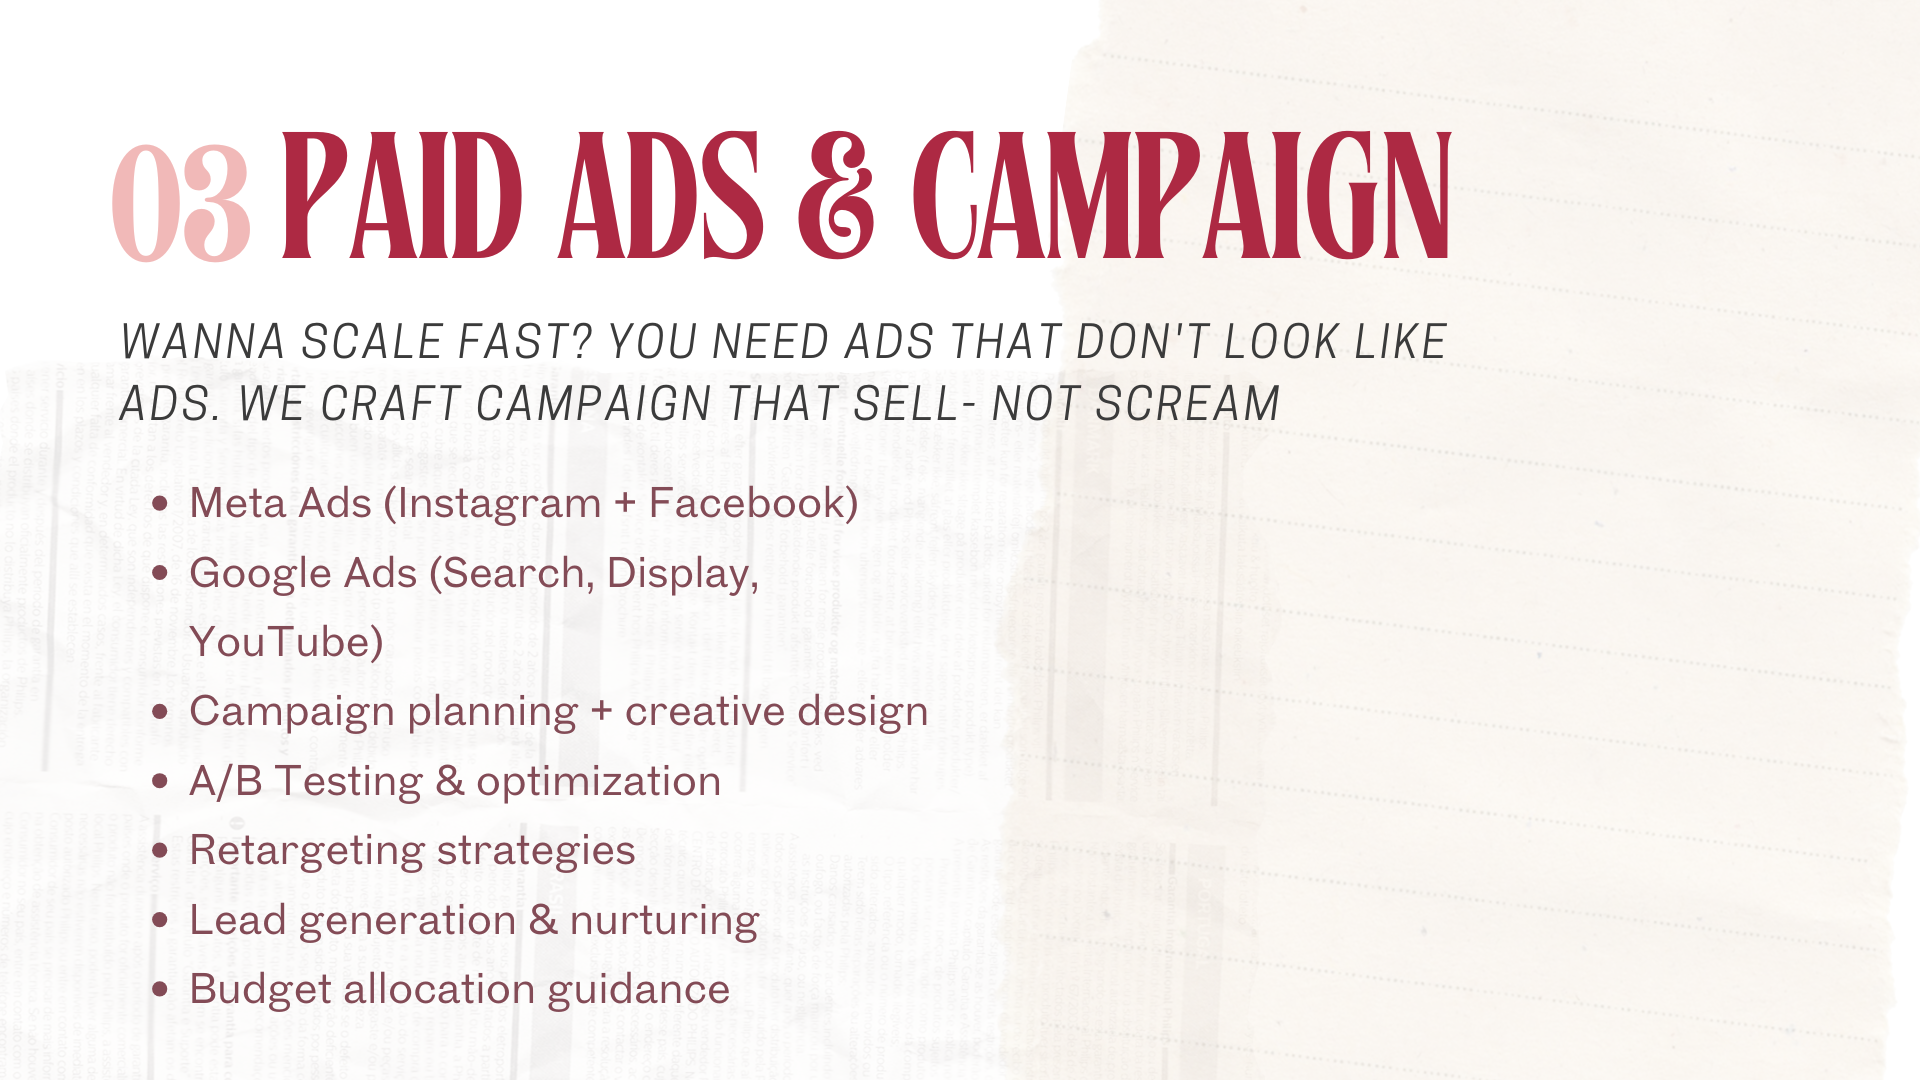 03 PAID ADS & CAMPAIGN
WANNA SCALE FAST? YOU NEED ADS THAT DON'T LOOK LIKE
ADS. WE CRAFT CAMPAIGN THAT SELL- NOT SCREAM
• Meta Ads (Instagram + Facebook)
• Google Ads (Search, Display,
YouTube)
• Campaign planning + creative design
• A/B Testing & optimization
• Retargeting strategies
• Lead generation & nurturing
• Budget allocation guidance